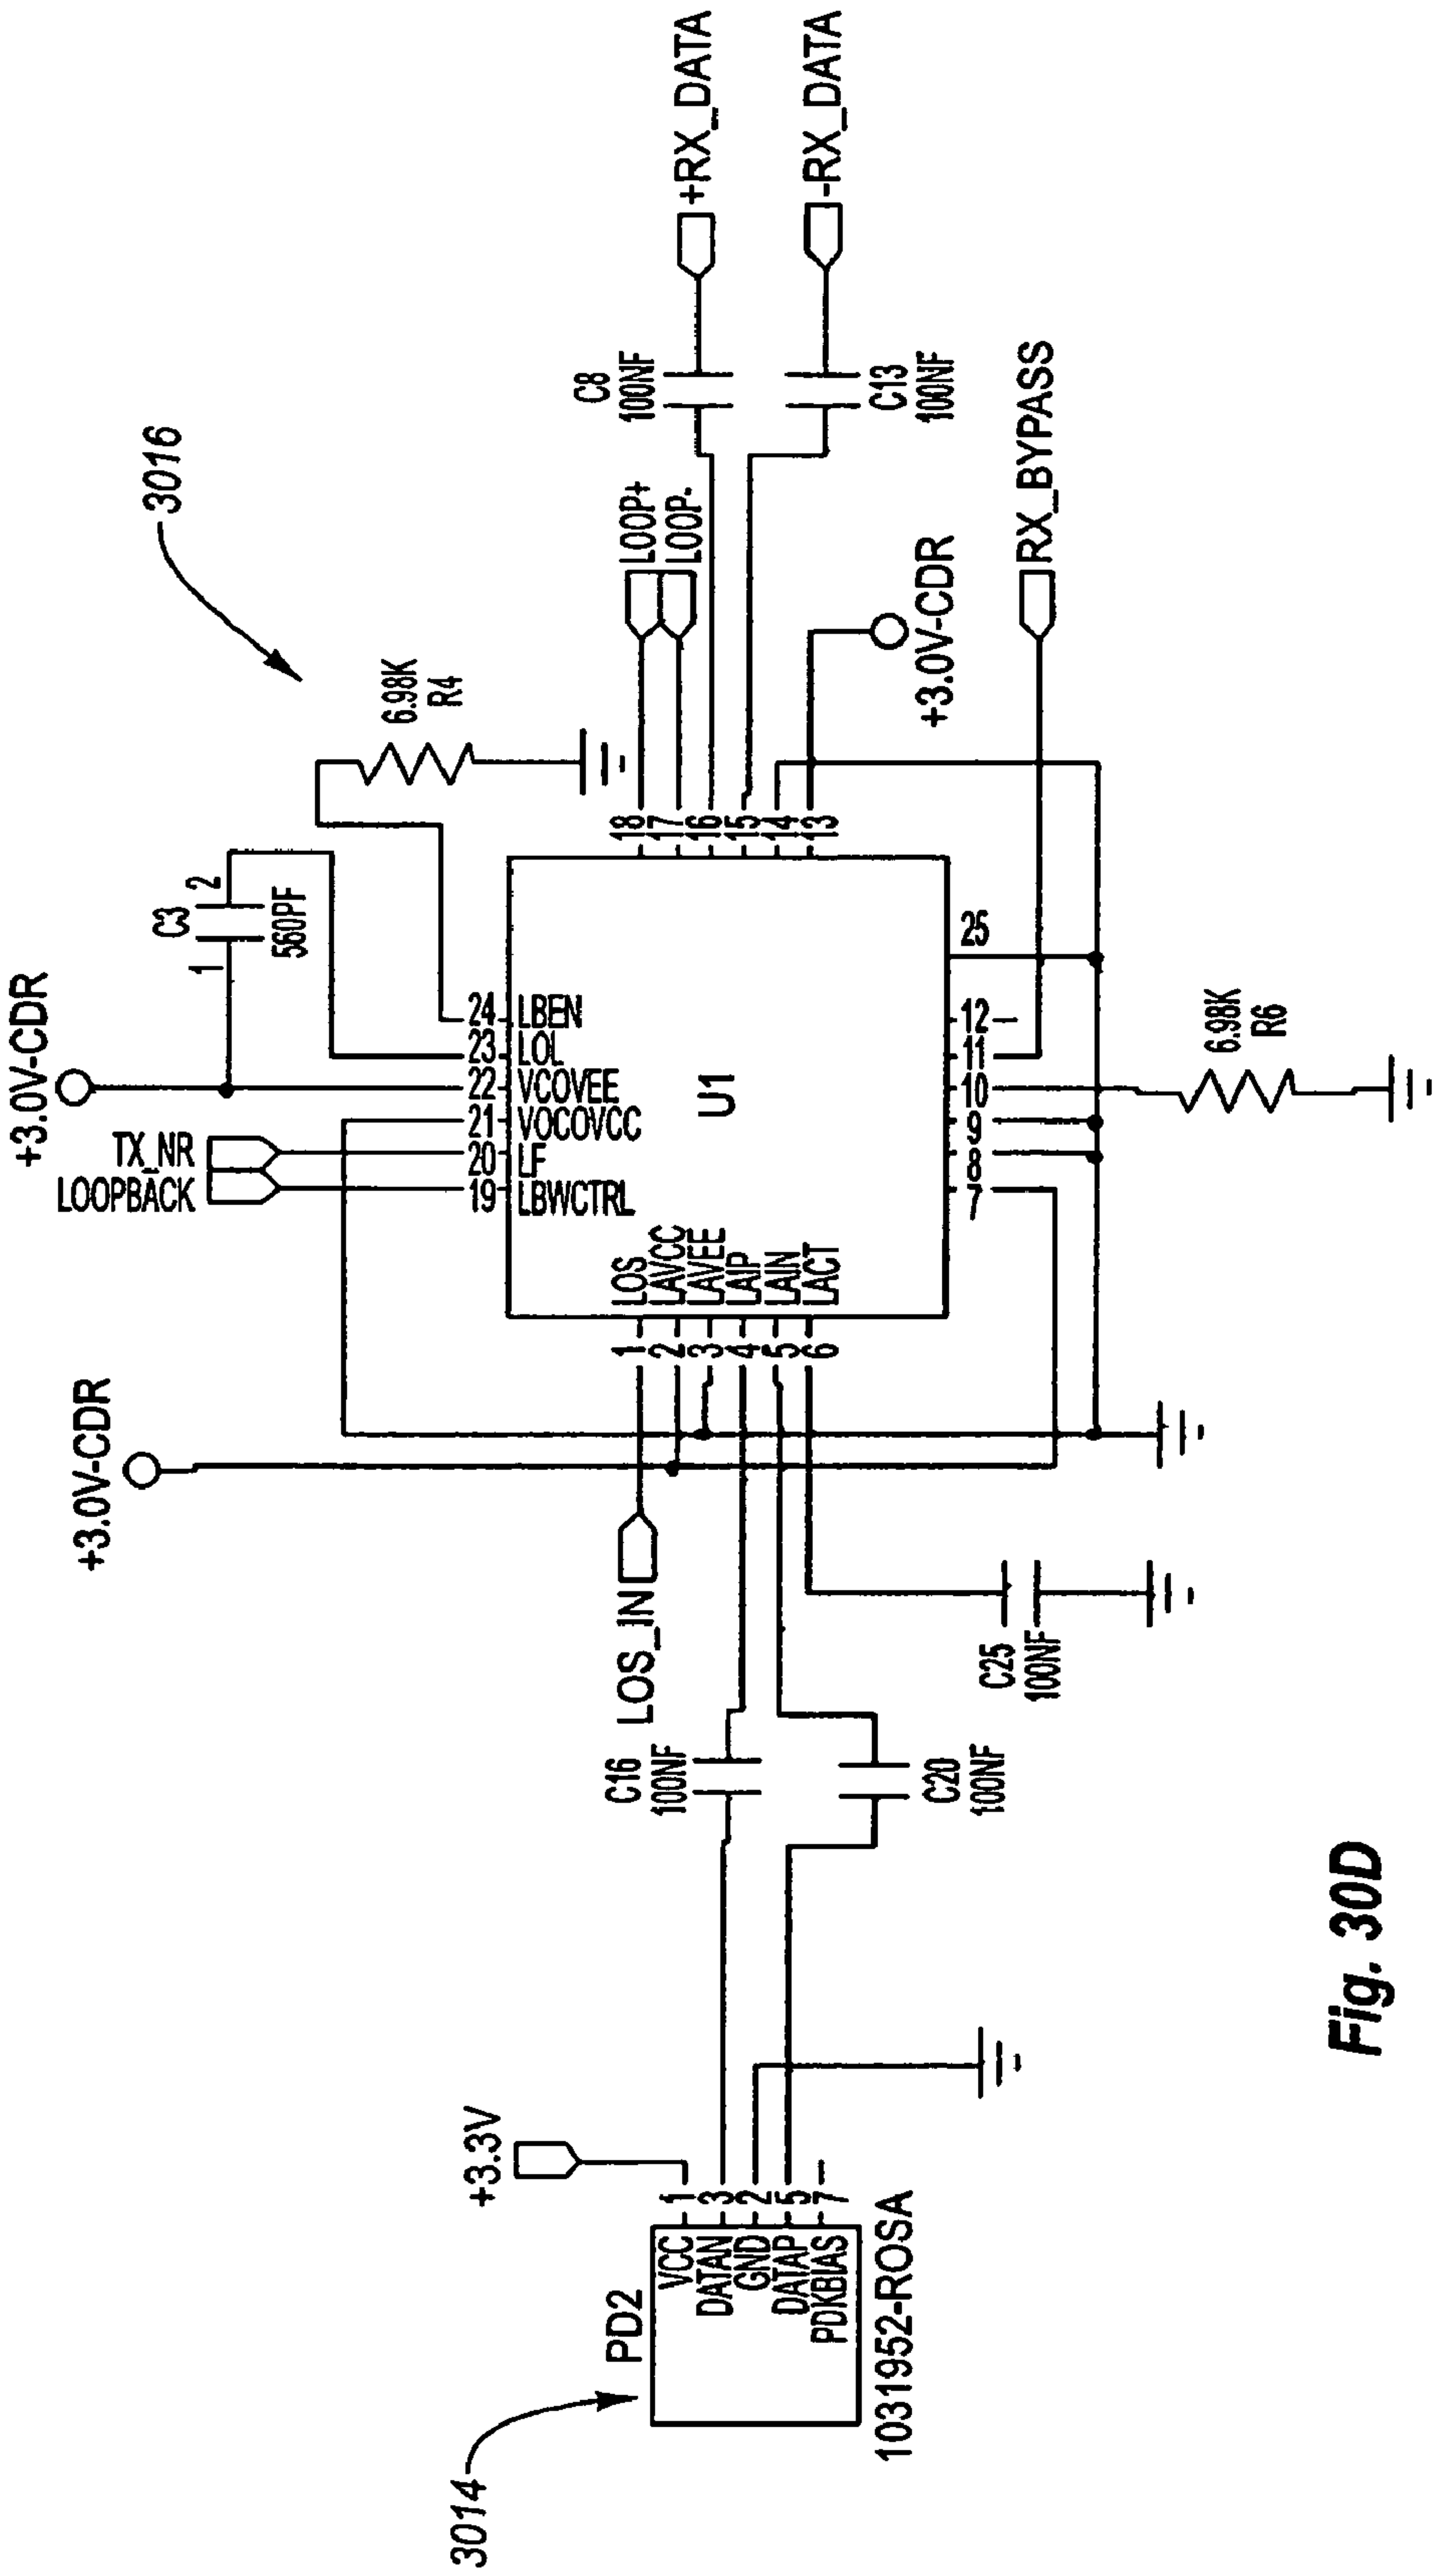 3014
PD2
VCC
DATAN
GND
DATAP
PDKBIAS
1
3
2
5
7
1031952-ROSA
+3.3V
C16
100NF
C20
100NF
LOS_IN
C25
100NF
+3.0V-CDR
1
2
3
4
5
6
LOS
LAVCC
LAVEE
LAIP
LAIN
LACT
LOOPBACK
TX_NR
+3.0V-CDR
19
20
21
22
23
24
LBWCTRL
LF
VOCOVCC
VCOVEE
LOL
LBEN
U1
7
8
9
10
11
12
25
6.98K
R6
1
C3
2
560PF
6.98K
R4
3016
18
17
16
15
14
13
LOOP+
LOOP-
+3.0V-CDR
RX_BYPASS
C8
100NF
C13
100NF
+RX_DATA
-RX_DATA
Fig. 30D